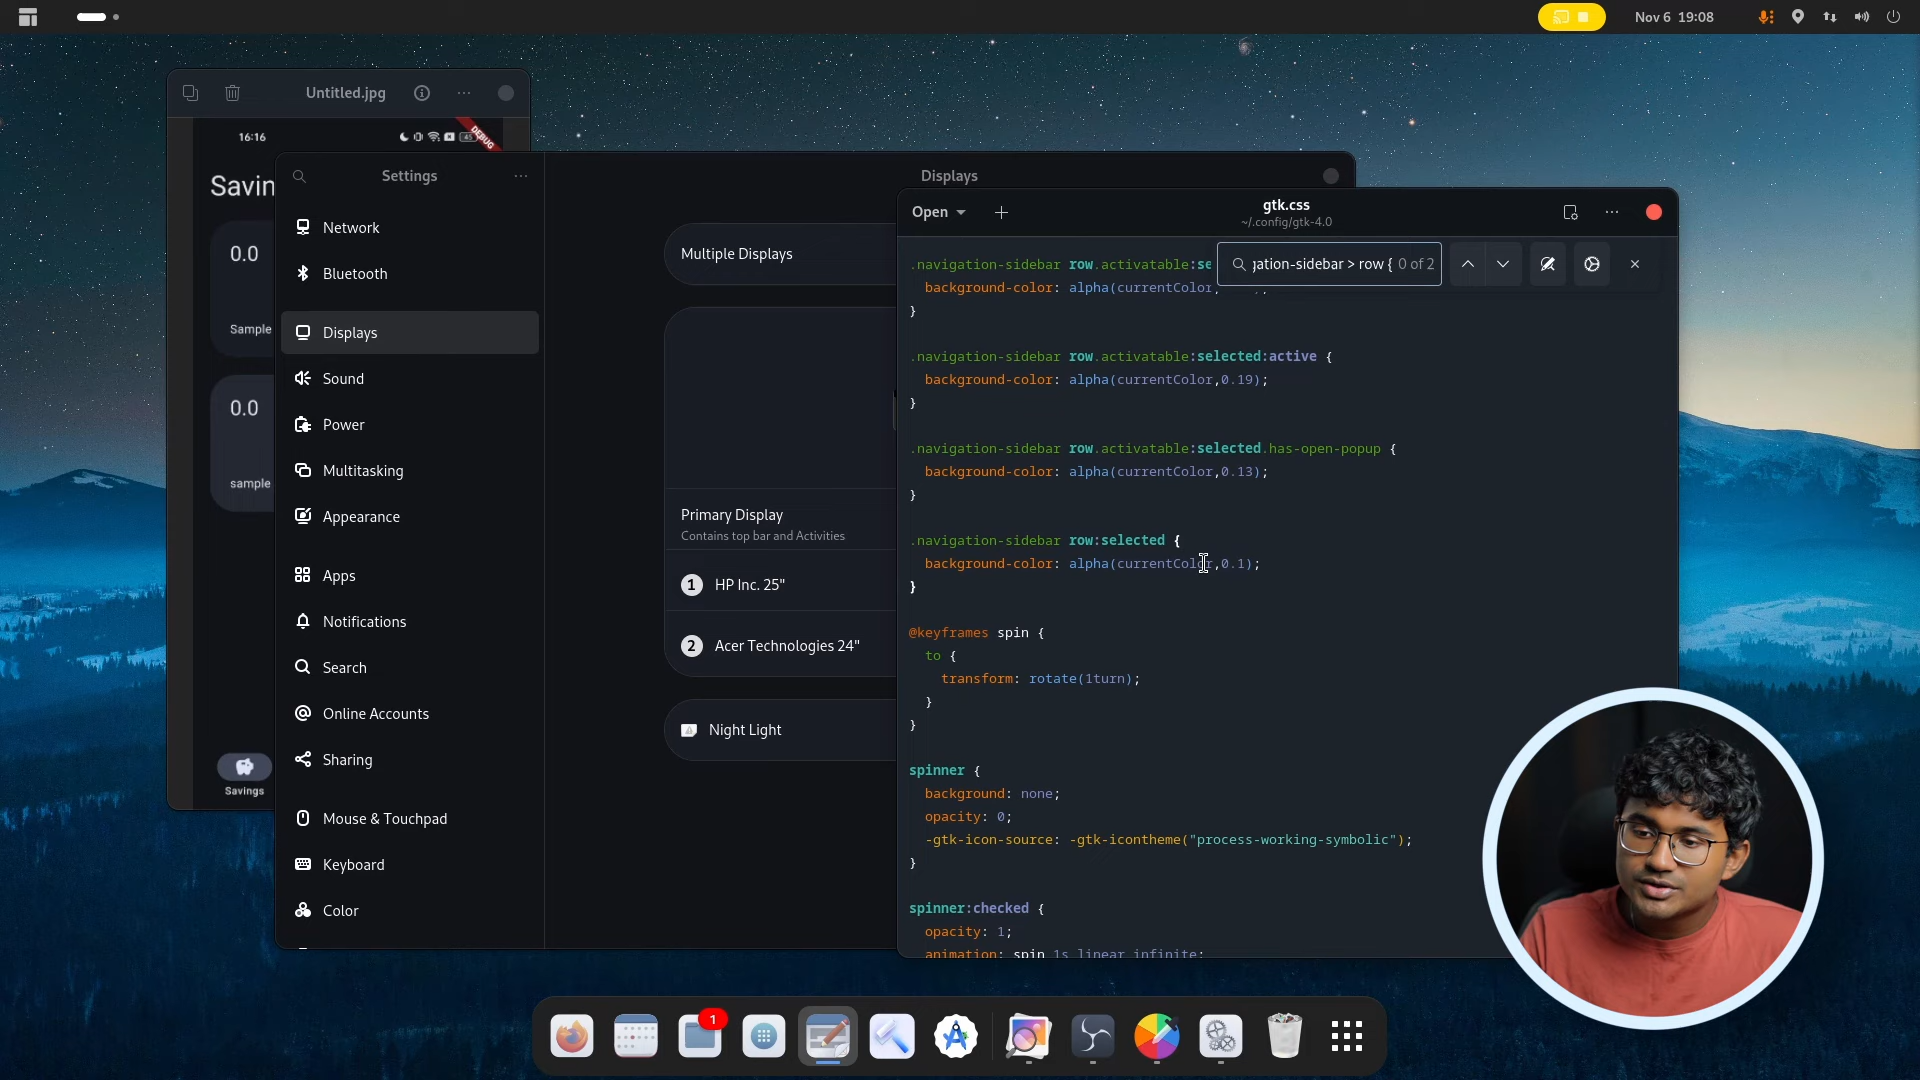 Nov 6 19:08
Untitled.jpg
16:16
45
DEBUG
Savin
0.0
Sample
0.0
sample
Savings
Settings
Network
Bluetooth
Displays
Sound
Power
Multitasking
Appearance
Apps
Notifications
Search
Online Accounts
Sharing
Mouse & Touchpad
Keyboard
Color
Displays
Multiple Displays
Primary Display
Contains top bar and Activities
1 HP Inc. 25"
2 Acer Technologies 24"
Night Light
Open
gtk.css
~/.config/gtk-4.0
gation-sidebar > row { 0 of 2
.navigation-sidebar row.activatable:se
background-color: alpha(currentColor,
}
.navigation-sidebar row.activatable:selected:active {
background-color: alpha(currentColor,0.19);
}
.navigation-sidebar row.activatable:selected.has-open-popup {
background-color: alpha(currentColor,0.13);
}
.navigation-sidebar row:selected {
background-color: alpha(currentColor,0.1);
}
@keyframes spin {
to {
transform: rotate(1turn);
}
}
spinner {
background: none;
opacity: 0;
-gtk-icon-source: -gtk-icontheme("process-working-symbolic");
}
spinner:checked {
opacity: 1;
animation: spin 1s linear infinite;
1